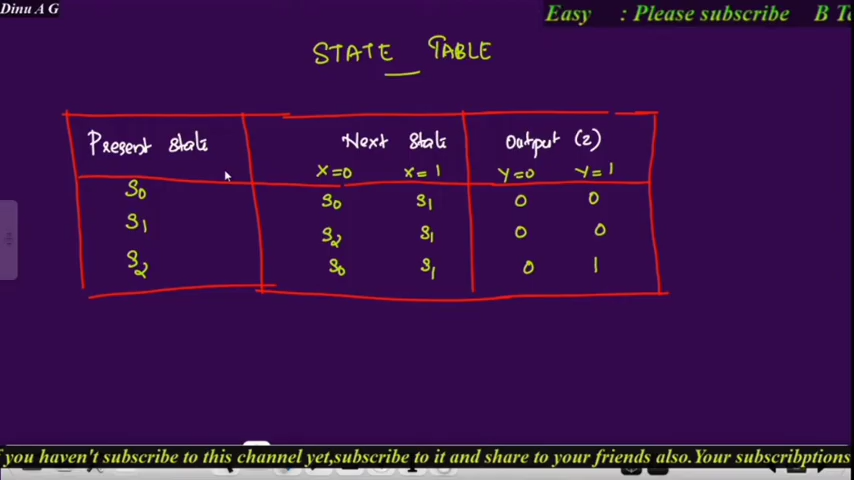 Dinu A G
Easy : Please subscribe B Te
STATE TABLE
Present State Next State Output (z)
X=0 X=1 Y=0 Y=1
S0 S0 S1 0 0
S1 S2 S1 0 0
S2 S0 S1 0 1
f you haven't subscribe to this channel yet,subscribe to it and share to your friends also.Your subscribptions